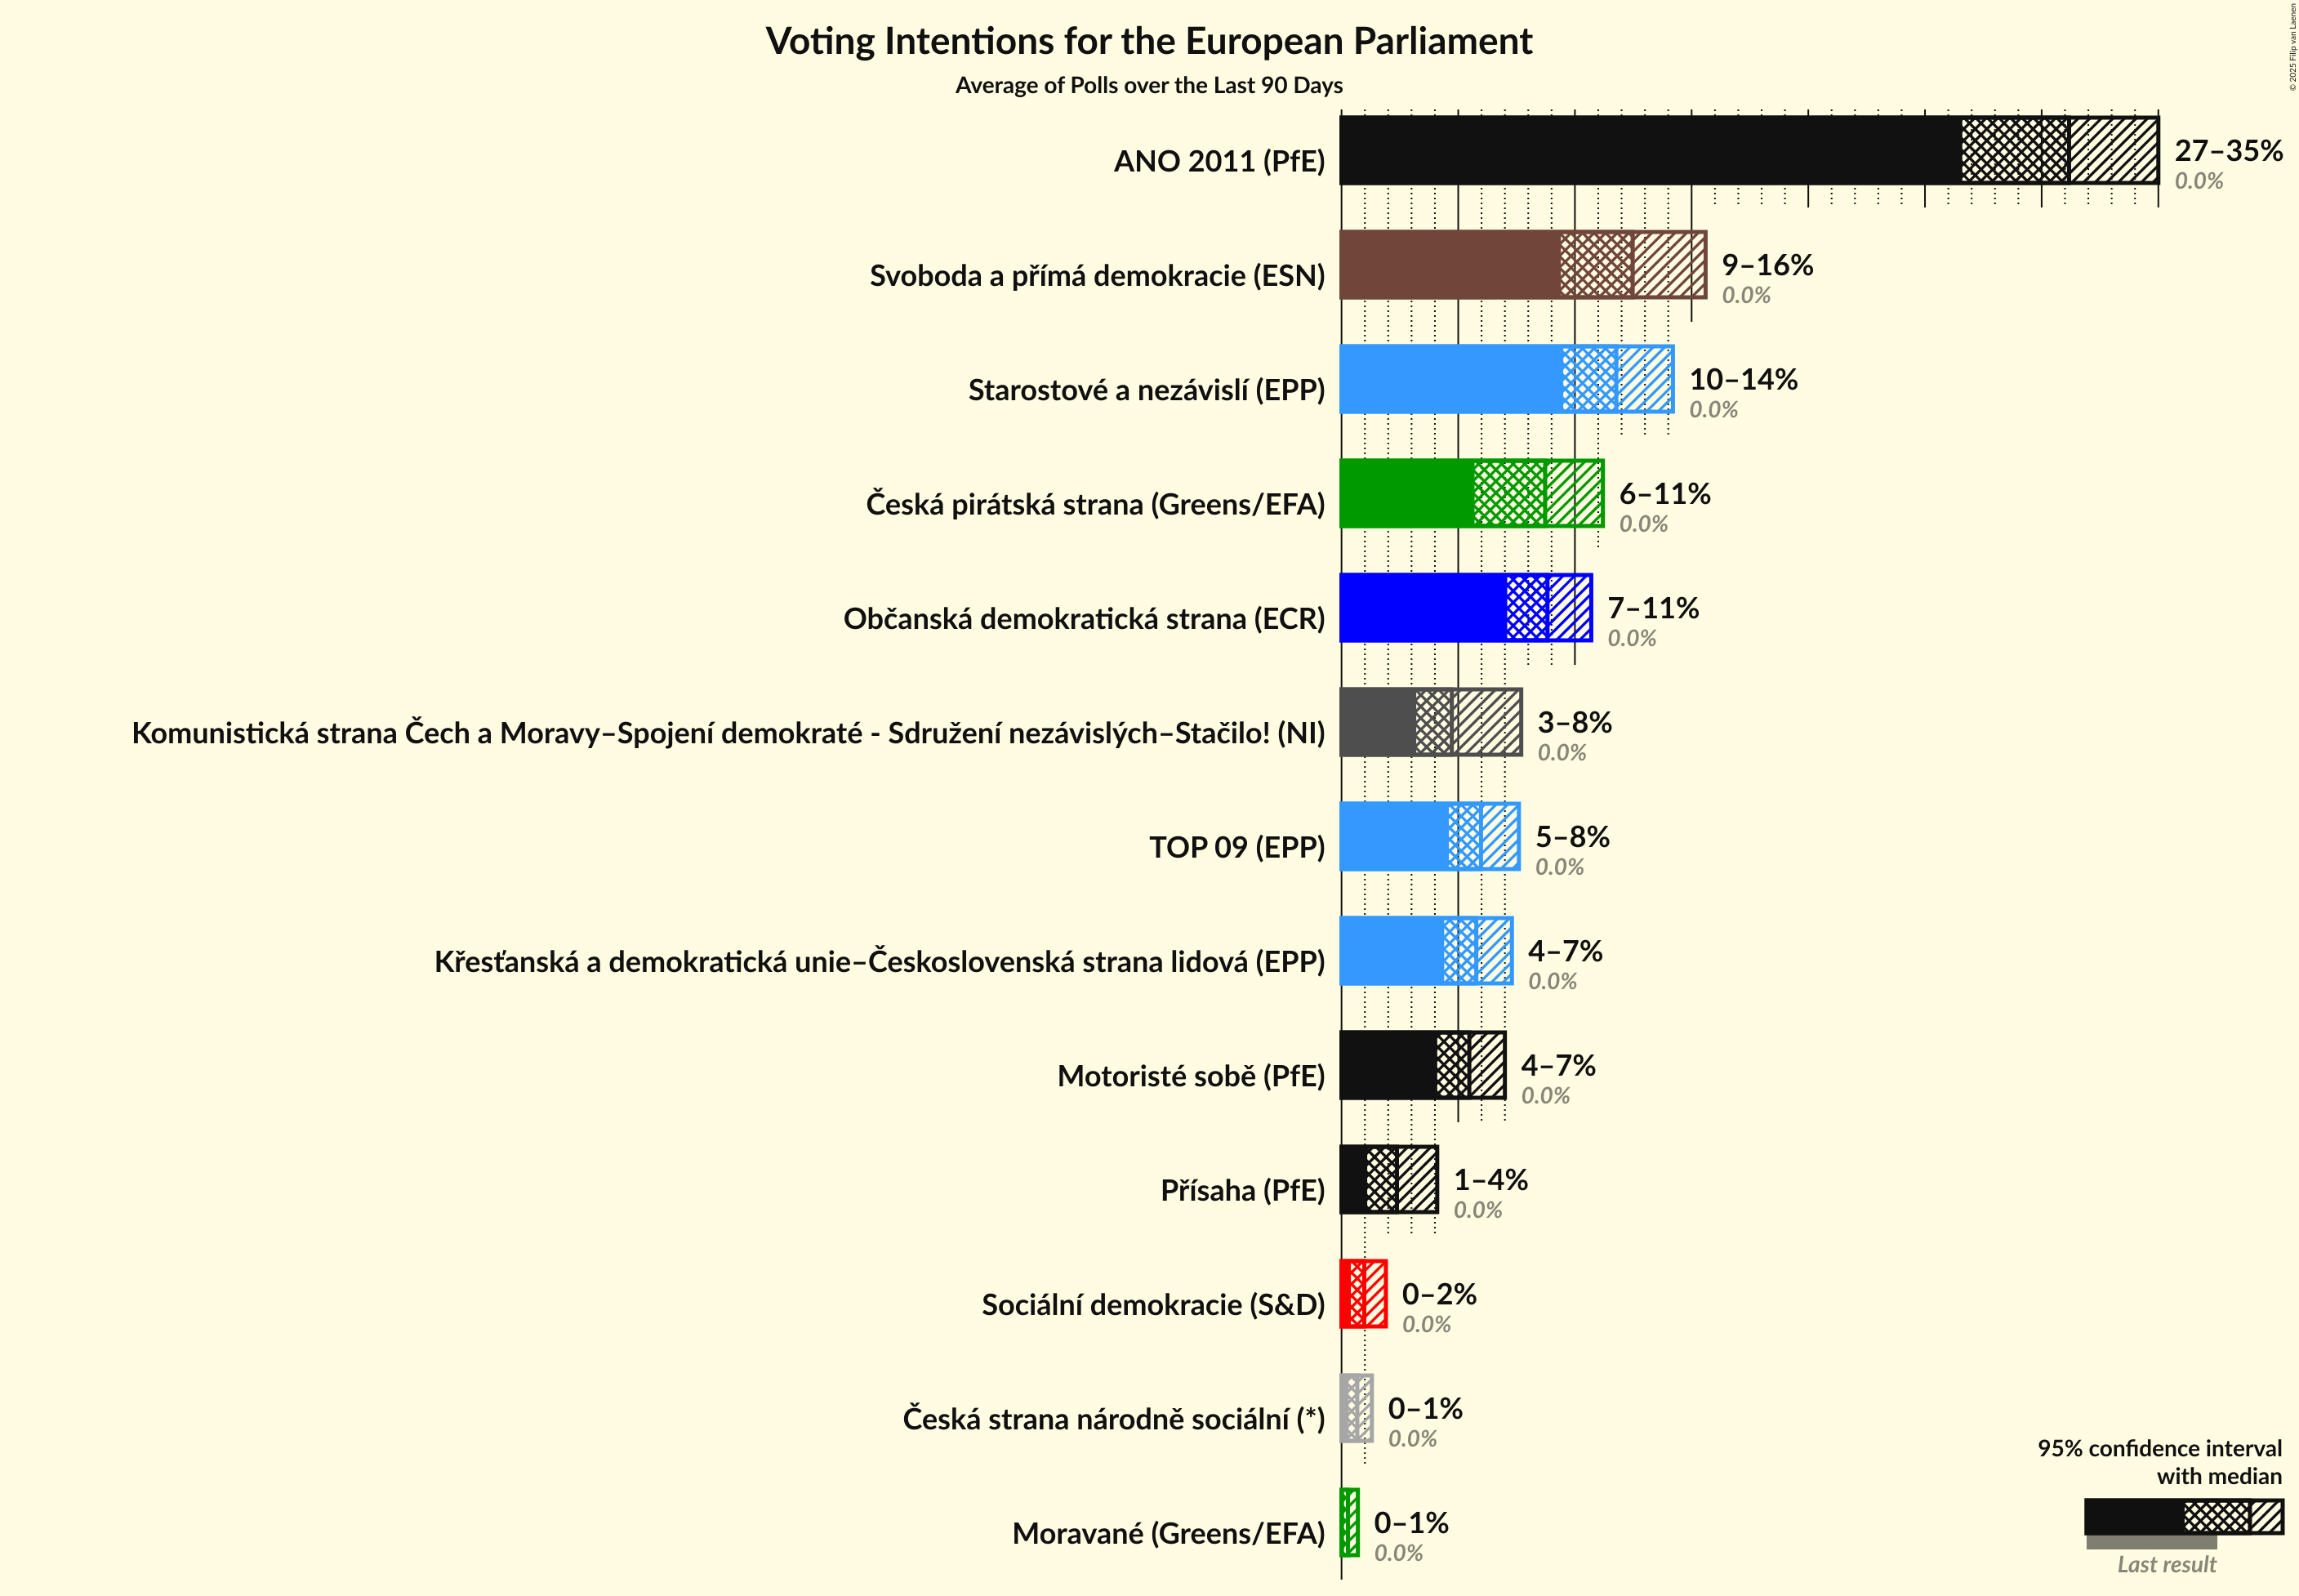 Voting Intentions for the European Parliament
Average of Polls over the Last 90 Days
© 2025 Filip van Laenen
ANO 2011 (PfE)
27–35%
0.0%
Svoboda a přímá demokracie (ESN)
9–16%
0.0%
Starostové a nezávislí (EPP)
10–14%
0.0%
Česká pirátská strana (Greens/EFA)
6–11%
0.0%
Občanská demokratická strana (ECR)
7–11%
0.0%
Komunistická strana Čech a Moravy–Spojení demokraté - Sdružení nezávislých–Stačilo! (NI)
3–8%
0.0%
TOP 09 (EPP)
5–8%
0.0%
Křesťanská a demokratická unie–Československá strana lidová (EPP)
4–7%
0.0%
Motoristé sobě (PfE)
4–7%
0.0%
Přísaha (PfE)
1–4%
0.0%
Sociální demokracie (S&D)
0–2%
0.0%
Česká strana národně sociální (*)
0–1%
0.0%
Moravané (Greens/EFA)
0–1%
0.0%
95% confidence interval
with median
Last result